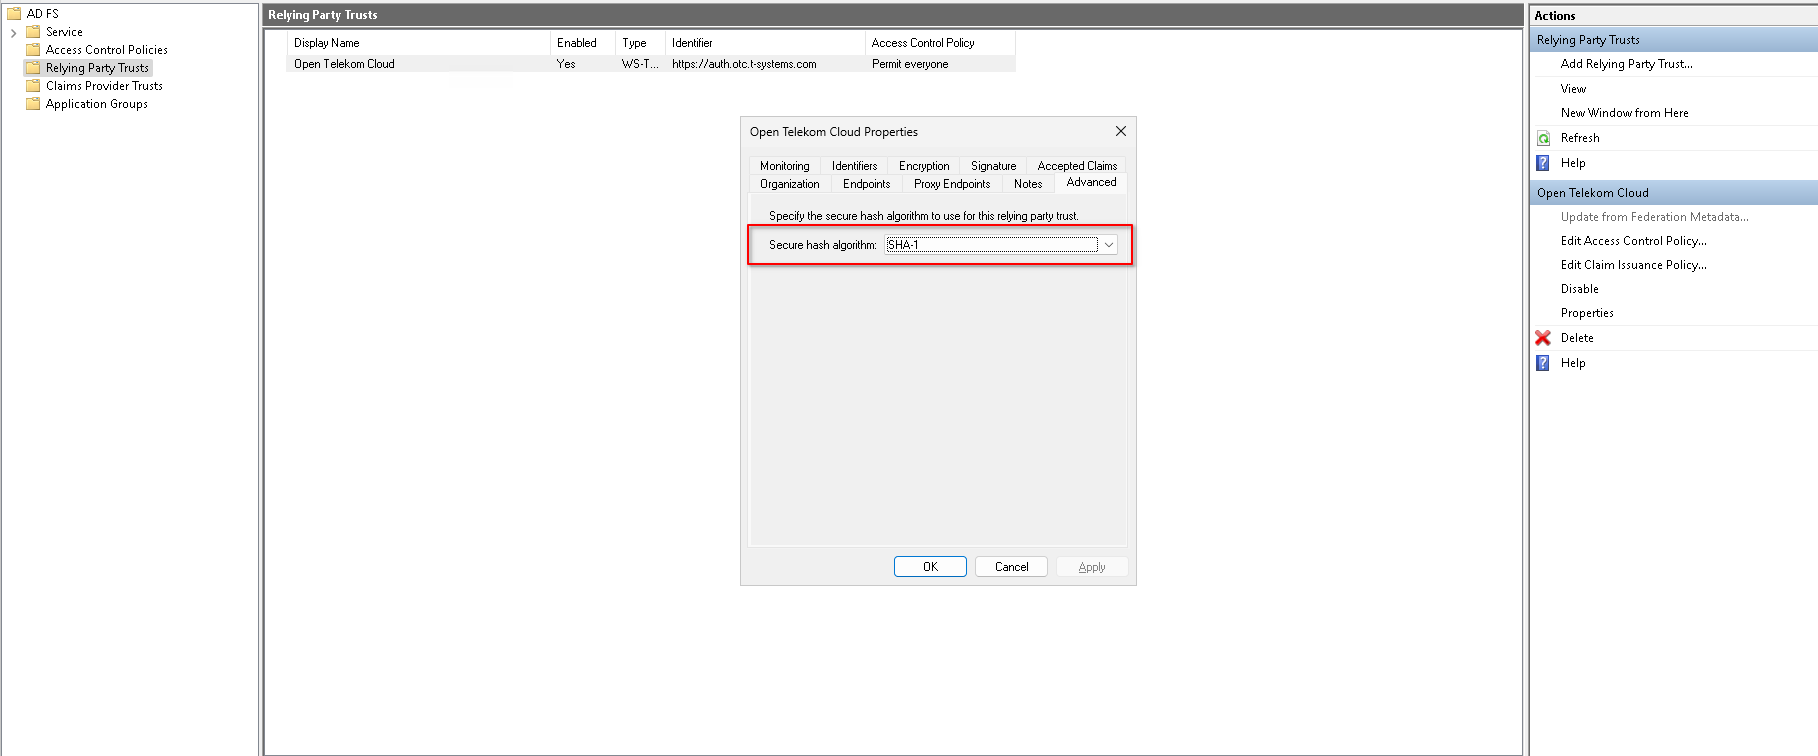 AD FS
Service
Access Control Policies
Relying Party Trusts
Claims Provider Trusts
Application Groups
Relying Party Trusts
Display Name Enabled Type Identifier Access Control Policy
Open Telekom Cloud Yes WS-T... https://auth.otc.t-systems.com Permit everyone
Open Telekom Cloud Properties
Monitoring Identifiers Encryption Signature Accepted Claims
Organization Endpoints Proxy Endpoints Notes Advanced
Specify the secure hash algorithm to use for this relying party trust.
Secure hash algorithm: SHA-1
OK Cancel Apply
Actions
Relying Party Trusts
Add Relying Party Trust...
View
New Window from Here
Refresh
Help
Open Telekom Cloud
Update from Federation Metadata...
Edit Access Control Policy...
Edit Claim Issuance Policy...
Disable
Properties
Delete
Help